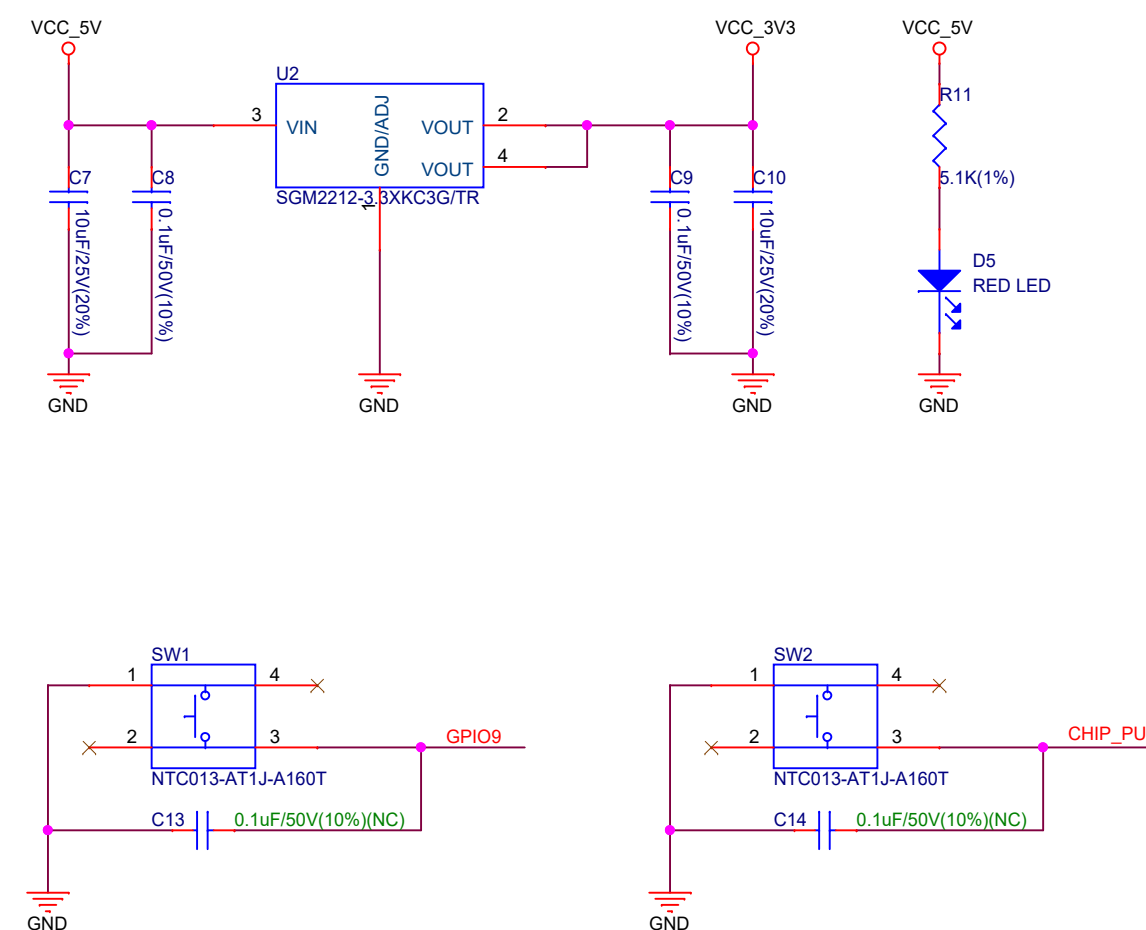 VCC_5V
VCC_3V3
VCC_5V
U2
3
VIN
GND/ADJ
VOUT
2
VOUT
4
1
SGM2212-3.3XKC3G/TR
C7
10uF/25V(20%)
C8
0.1uF/50V(10%)
C9
0.1uF/50V(10%)
C10
10uF/25V(20%)
R11
5.1K(1%)
D5
RED LED
GND
GND
GND
GND
SW1
1
4
2
3
GPIO9
NTC013-AT1J-A160T
C13
0.1uF/50V(10%)(NC)
GND
SW2
1
4
2
3
CHIP_PU
NTC013-AT1J-A160T
C14
0.1uF/50V(10%)(NC)
GND